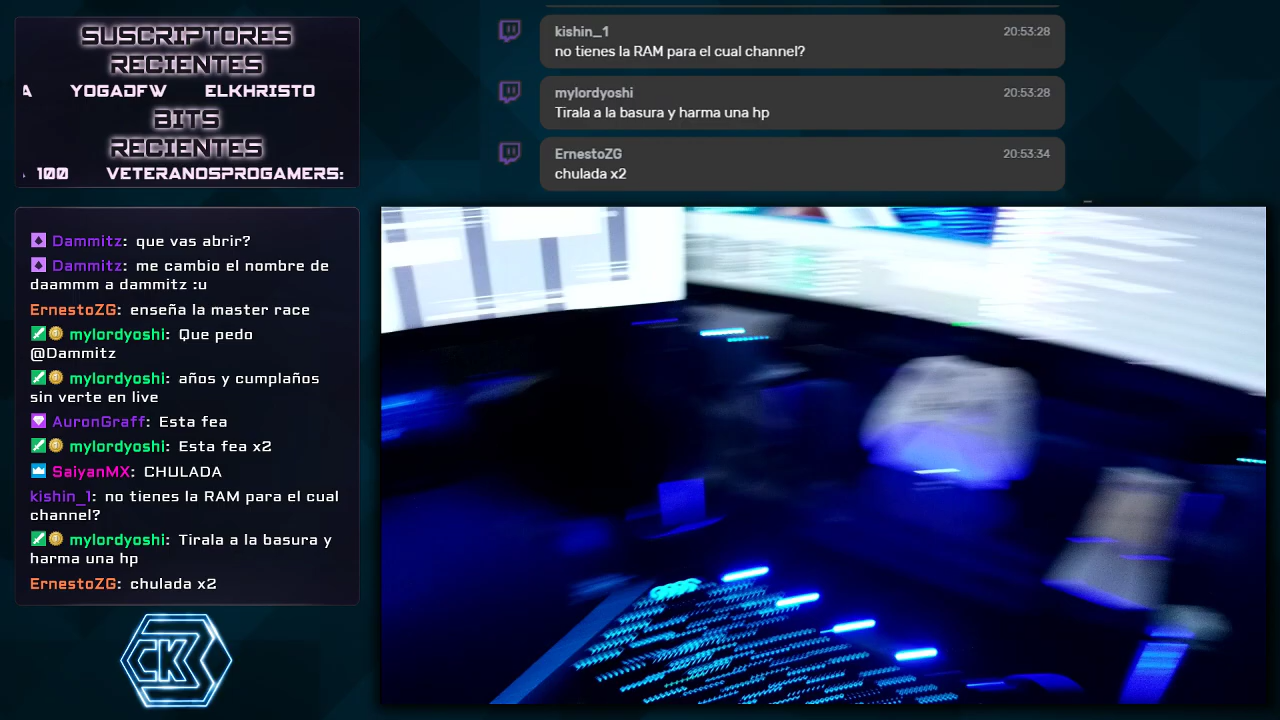 SUSCRIPTORES
RECIENTES
A YOGADFW ELKHRISTO
BITS
RECIENTES
100 VETERANOSPROGAMERS:
kishin_1 20:53:28
no tienes la RAM para el cual channel?
mylordyoshi 20:53:28
Tirala a la basura y harma una hp
ErnestoZG 20:53:34
chulada x2
Dammitz: que vas abrir?
Dammitz: me cambio el nombre de
daammm a dammitz :u
ErnestoZG: enseña la master race
mylordyoshi: Que pedo
@Dammitz
mylordyoshi: años y cumplaños
sin verte en live
AuronGraff: Esta fea
mylordyoshi: Esta fea x2
SaiyanMX: CHULADA
kishin_1: no tienes la RAM para el cual
channel?
mylordyoshi: Tirala a la basura y
harma una hp
ErnestoZG: chulada x2
CK3